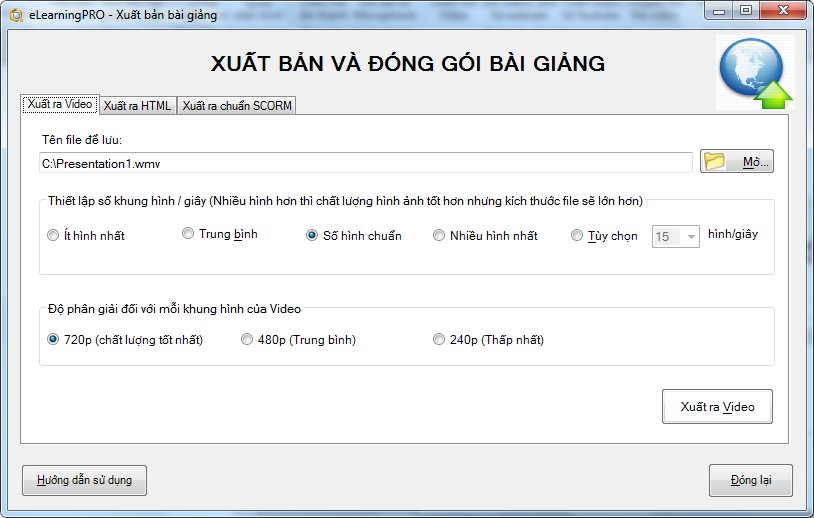 eLearningPRO - Xuất bản bài giảng
XUẤT BẢN VÀ ĐÓNG GÓI BÀI GIẢNG
Xuất ra Video Xuất ra HTML Xuất ra chuẩn SCORM
Tên file để lưu:
C:\Presentation1.wmv Mở...
Thiết lập số khung hình / giây (Nhiều hình hơn thì chất lượng hình ảnh tốt hơn nhưng kích thước file sẽ lớn hơn)
Ít hình nhất Trung bình Số hình chuẩn Nhiều hình nhất Tùy chọn 15 hình/giây
Độ phân giải đối với mỗi khung hình của Video
720p (chất lượng tốt nhất) 480p (Trung bình) 240p (Thấp nhất)
Xuất ra Video
Hướng dẫn sử dụng Đóng lại